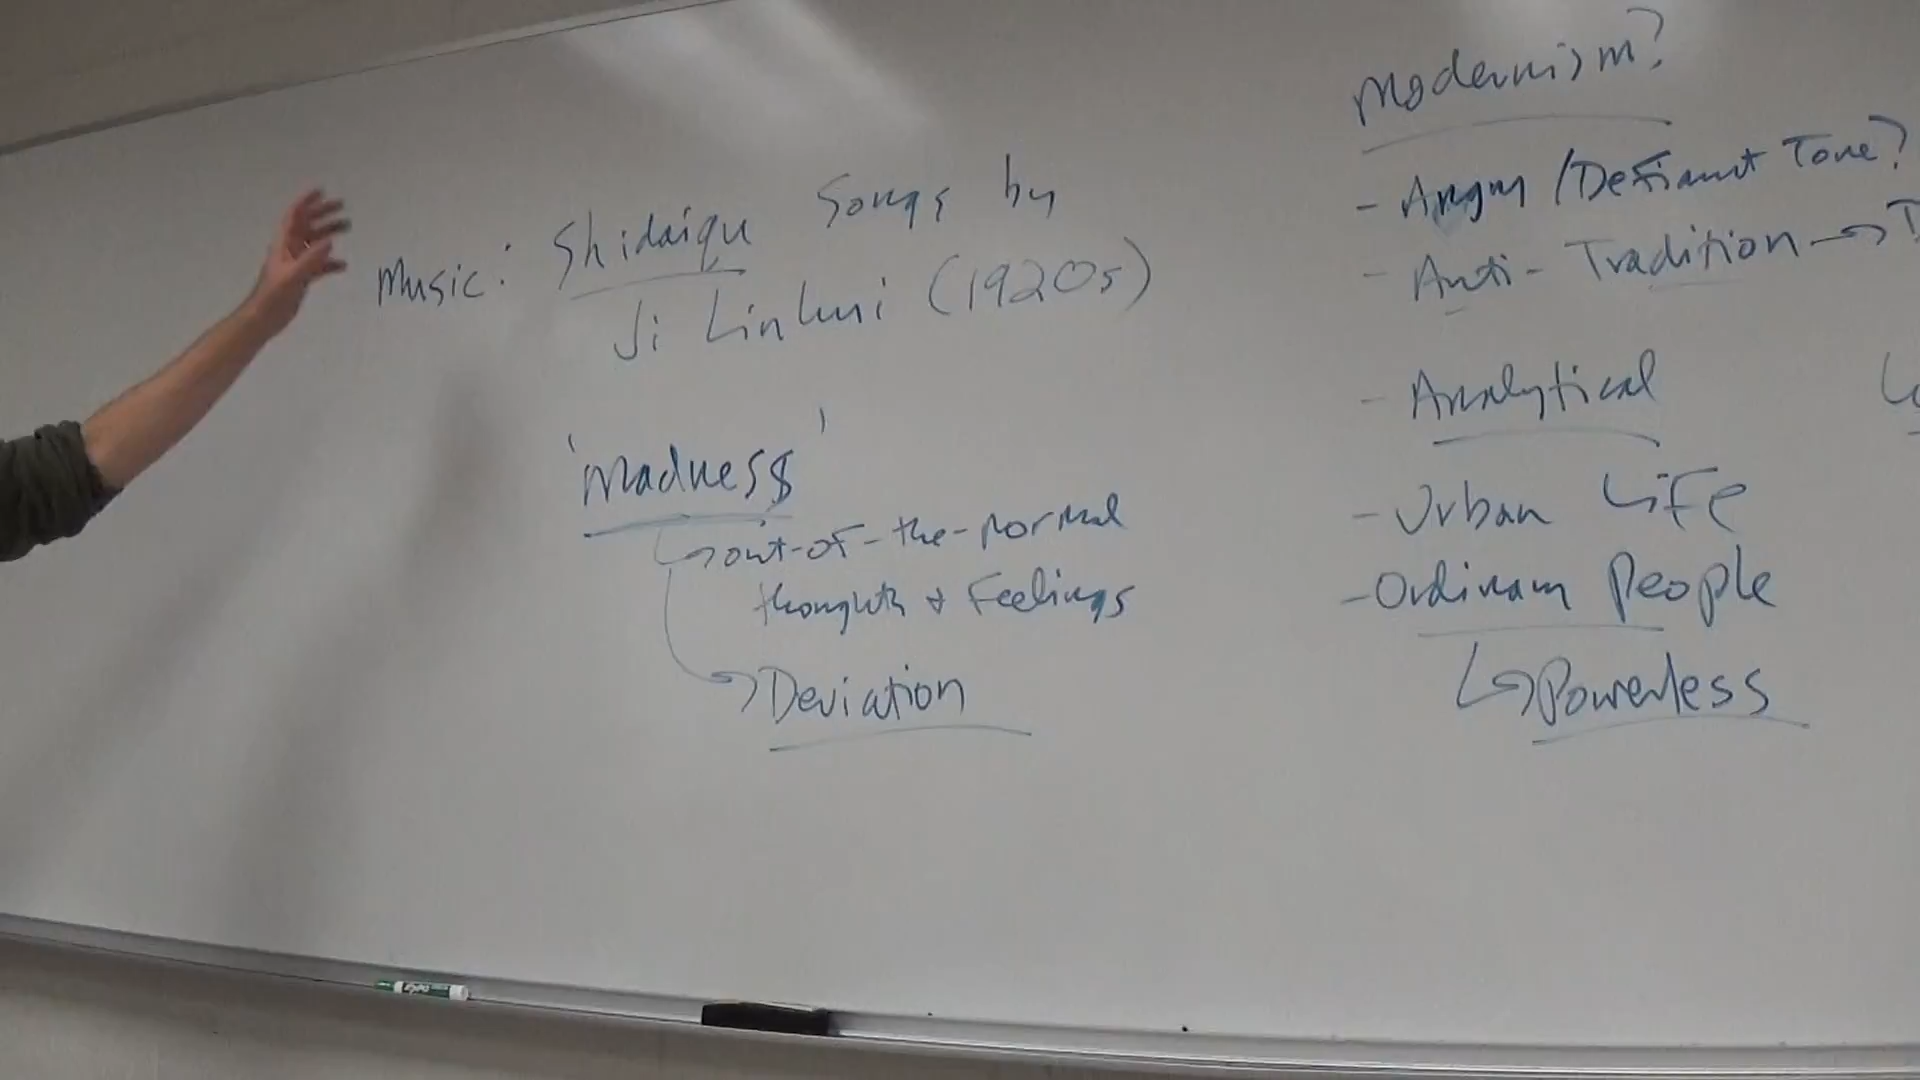 Music: Shidaiqu Songs by
Ji Linhui (1920s)
'Madness'
out-of-the-normal
thoughts + Feelings
Deviation
Modernism?
- Angry / Defiant Tone?
- Anti-Tradition →
- Analytical
- Urban Life
- Ordinary People
Powerless